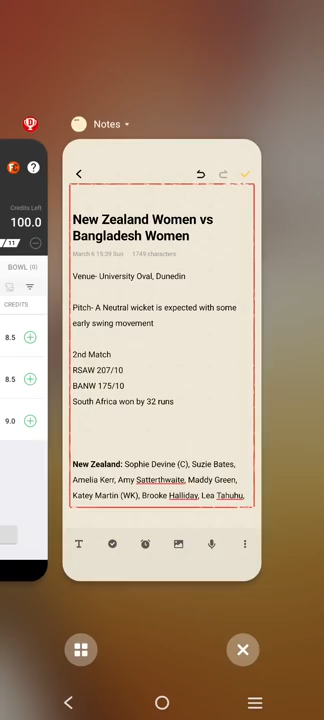 D
Notes
FC ?
Credits Left
100.0
/ 11
BOWL (0)
CREDITS
8.5
8.5
9.0
New Zealand Women vs
Bangladesh Women
March 6 15:39 Sun 1749 characters
Venue- University Oval, Dunedin
Pitch- A Neutral wicket is expected with some
early swing movement
2nd Match
RSAW 207/10
BANW 175/10
South Africa won by 32 runs
New Zealand: Sophie Devine (C), Suzie Bates,
Amelia Kerr, Amy Satterthwaite, Maddy Green,
Katey Martin (WK), Brooke Halliday, Lea Tahuhu,
T